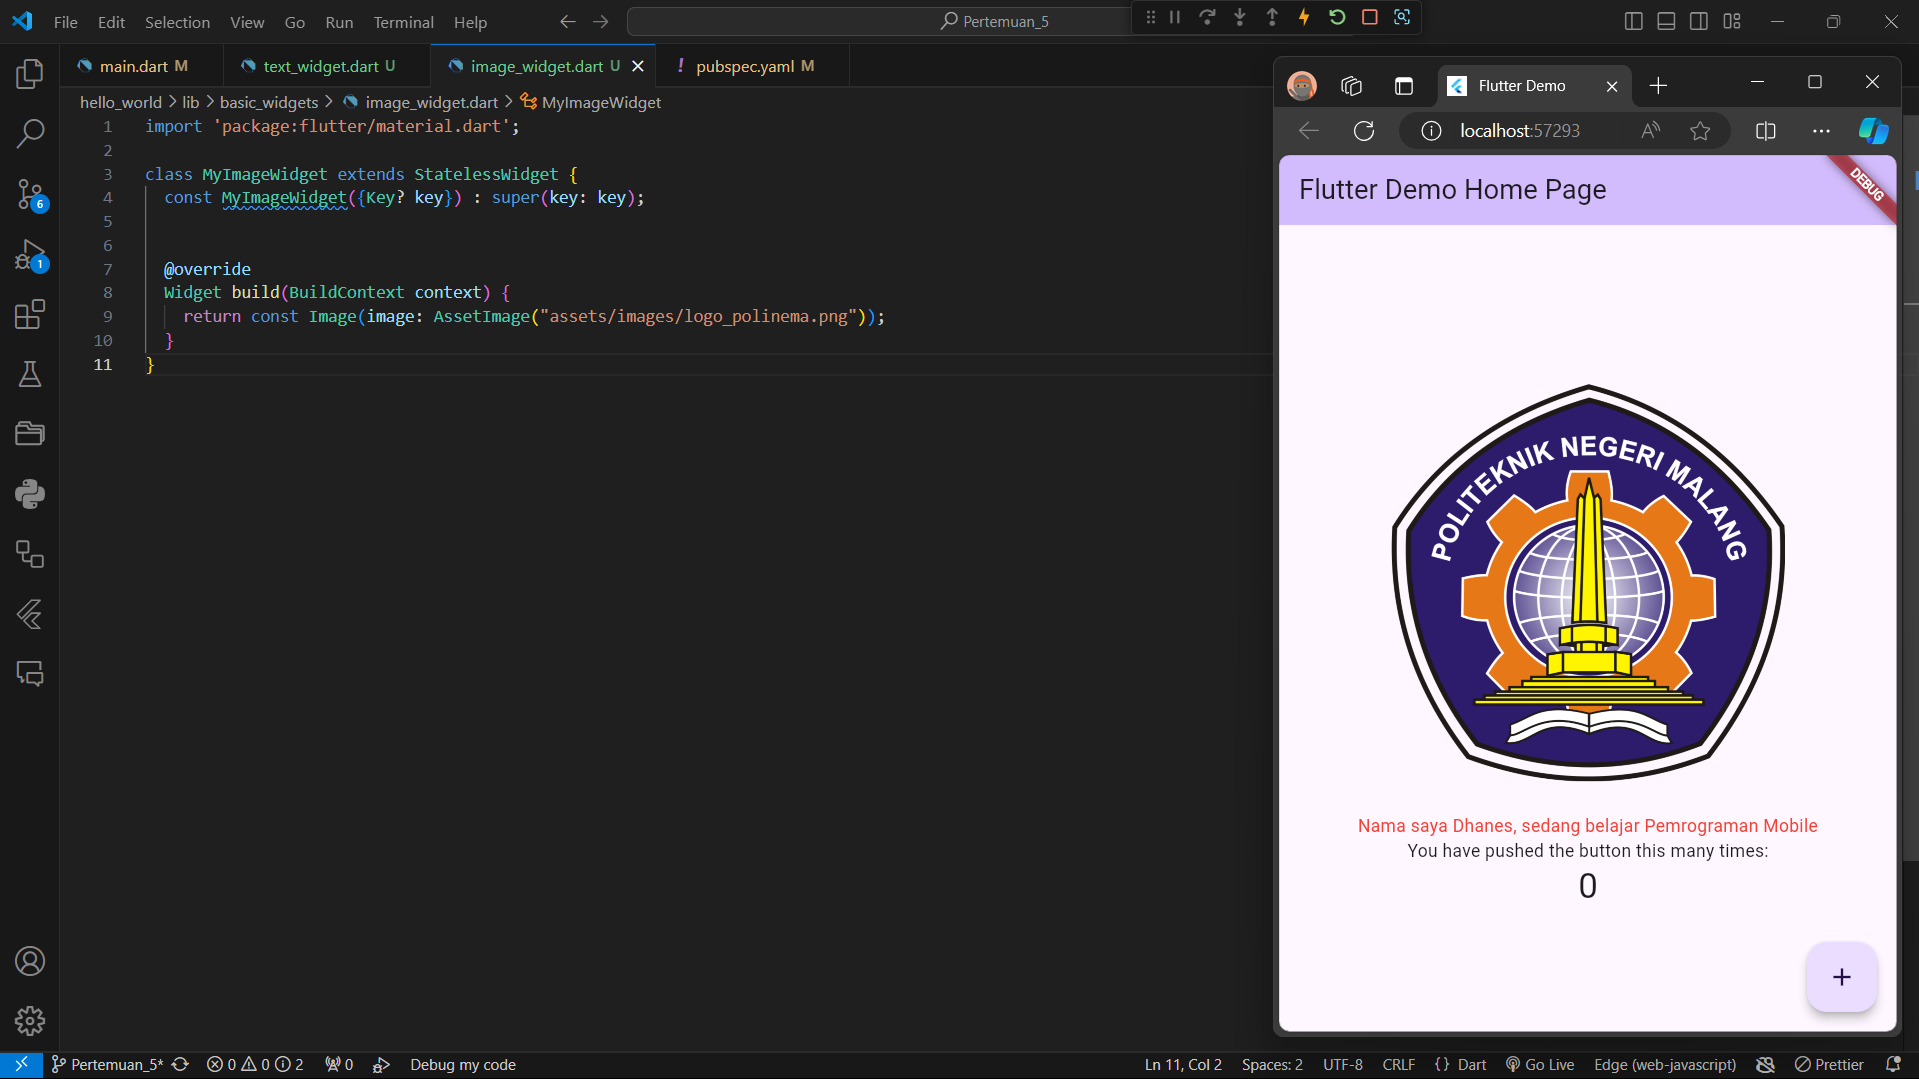 File Edit Selection View Go Run Terminal Help
Pertemuan_5
main.dart M
text_widget.dart U
image_widget.dart U
! pubspec.yaml M
hello_world > lib > basic_widgets > image_widget.dart > MyImageWidget
1 import 'package:flutter/material.dart';
2
3 class MyImageWidget extends StatelessWidget {
4 const MyImageWidget({Key? key}) : super(key: key);
5
6
7 @override
8 Widget build(BuildContext context) {
9 return const Image(image: AssetImage("assets/images/logo_polinema.png"));
10 }
11 }
6
1
Flutter Demo
localhost:57293
Flutter Demo Home Page
DEBUG
POLITEKNIK NEGERI MALANG
Nama saya Dhanes, sedang belajar Pemrograman Mobile
You have pushed the button this many times:
0
+
Pertemuan_5* 0 0 2 0 Debug my code
Ln 11, Col 2 Spaces: 2 UTF-8 CRLF {} Dart Go Live Edge (web-javascript) Prettier